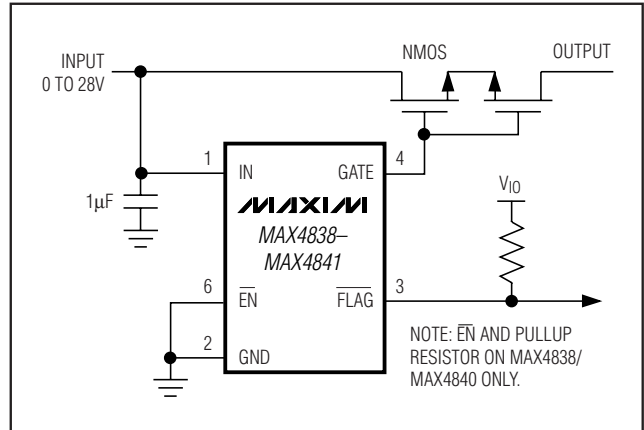 INPUT
0 TO 28V
NMOS
OUTPUT
1
IN
GATE
4
1μF
MAXIM
MAX4838–
MAX4841
VIO
6
EN
FLAG
3
2
GND
NOTE: EN AND PULLUP
RESISTOR ON MAX4838/
MAX4840 ONLY.